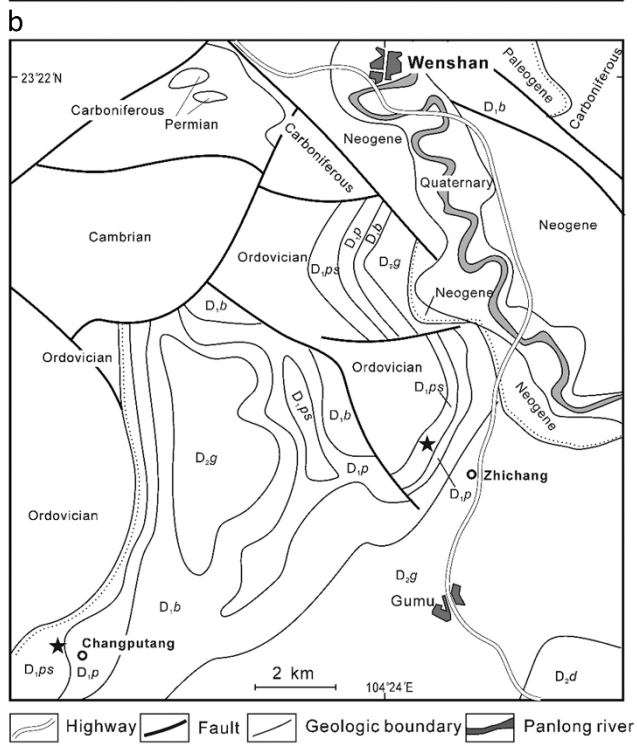 b
23°22′N
Wenshan
Paleogene
Carboniferous
D₁b
Carboniferous
Permian
Carboniferous
Neogene
Quaternary
Cambrian
Ordovician
D₁ps
D₁p
D₁b
D₂g
Neogene
Neogene
D₁b
Ordovician
Ordovician
D₁ps
Neogene
D₁ps
D₁b
D₂g
D₁p
Zhichang
D₁p
Ordovician
D₂g
D₁b
Gumu
Changputang
D₁ps
D₁p
2 km
104°24′E
D₂d
Highway
Fault
Geologic boundary
Panlong river